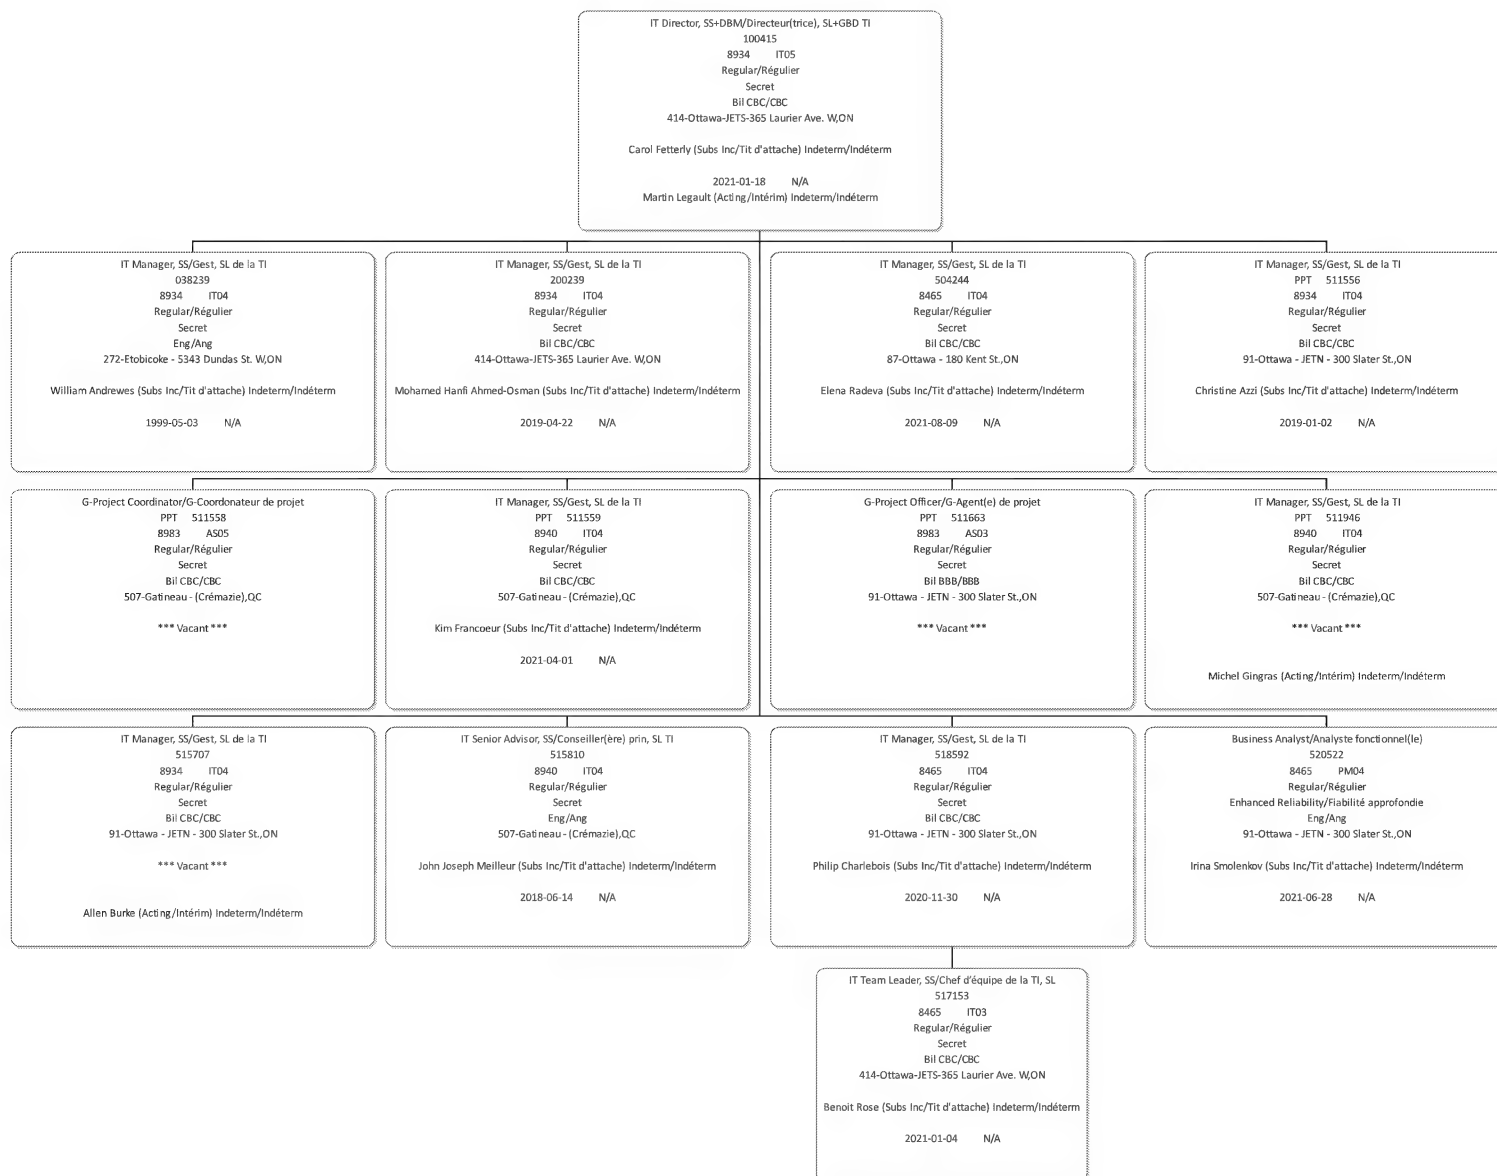 IT Director, SS+DBM/Directeur(trice), SL+GBD TI
100415
8934 IT05
Regular/Régulier
Secret
Bil CBC/CBC
414-Ottawa-JETS-365 Laurier Ave. W,ON
Carol Fetterly (Subs Inc/Tit d'attache) Indeterm/Indéterm
2021-01-18 N/A
Martin Legault (Acting/Intérim) Indeterm/Indéterm
IT Manager, SS/Gest, SL de la TI
038239
8934 IT04
Regular/Régulier
Secret
Eng/Ang
272-Etobicoke - 5343 Dundas St. W,ON
William Andrewes (Subs Inc/Tit d'attache) Indeterm/Indéterm
1999-05-03 N/A
IT Manager, SS/Gest, SL de la TI
200239
8934 IT04
Regular/Régulier
Secret
Bil CBC/CBC
414-Ottawa-JETS-365 Laurier Ave. W,ON
Mohamed Hanfi Ahmed-Osman (Subs Inc/Tit d'attache) Indeterm/Indéterm
2019-04-22 N/A
IT Manager, SS/Gest, SL de la TI
504244
8465 IT04
Regular/Régulier
Secret
Bil CBC/CBC
87-Ottawa - 180 Kent St.,ON
Elena Radeva (Subs Inc/Tit d'attache) Indeterm/Indéterm
2021-08-09 N/A
IT Manager, SS/Gest, SL de la TI
PPT 511556
8934 IT04
Regular/Régulier
Secret
Bil CBC/CBC
91-Ottawa - JETN - 300 Slater St.,ON
Christine Azzi (Subs Inc/Tit d'attache) Indeterm/Indéterm
2019-01-02 N/A
G-Project Coordinator/G-Coordonateur de projet
PPT 511558
8983 AS05
Regular/Régulier
Secret
Bil CBC/CBC
507-Gatineau - (Crémazie),QC
*** Vacant ***
IT Manager, SS/Gest, SL de la TI
PPT 511559
8940 IT04
Regular/Régulier
Secret
Bil CBC/CBC
507-Gatineau - (Crémazie),QC
Kim Francoeur (Subs Inc/Tit d'attache) Indeterm/Indéterm
2021-04-01 N/A
G-Project Officer/G-Agent(e) de projet
PPT 511663
8983 AS03
Regular/Régulier
Secret
Bil BBB/BBB
91-Ottawa - JETN - 300 Slater St.,ON
*** Vacant ***
IT Manager, SS/Gest, SL de la TI
PPT 511946
8940 IT04
Regular/Régulier
Secret
Bil CBC/CBC
507-Gatineau - (Crémazie),QC
*** Vacant ***
Michel Gingras (Acting/Intérim) Indeterm/Indéterm
IT Manager, SS/Gest, SL de la TI
515707
8934 IT04
Regular/Régulier
Secret
Bil CBC/CBC
91-Ottawa - JETN - 300 Slater St.,ON
*** Vacant ***
Allen Burke (Acting/Intérim) Indeterm/Indéterm
IT Senior Advisor, SS/Conseiller(ère) prin, SL TI
515810
8940 IT04
Regular/Régulier
Secret
Eng/Ang
507-Gatineau - (Crémazie),QC
John Joseph Meilleur (Subs Inc/Tit d'attache) Indeterm/Indéterm
2018-06-14 N/A
IT Manager, SS/Gest, SL de la TI
518592
8465 IT04
Regular/Régulier
Secret
Bil CBC/CBC
91-Ottawa - JETN - 300 Slater St.,ON
Philip Charlebois (Subs Inc/Tit d'attache) Indeterm/Indéterm
2020-11-30 N/A
Business Analyst/Analyste fonctionnel(le)
520522
8465 PM04
Regular/Régulier
Enhanced Reliability/Fiabilité approfondie
Eng/Ang
91-Ottawa - JETN - 300 Slater St.,ON
Irina Smolenkov (Subs Inc/Tit d'attache) Indeterm/Indéterm
2021-06-28 N/A
IT Team Leader, SS/Chef d'équipe de la TI, SL
517153
8465 IT03
Regular/Régulier
Secret
Bil CBC/CBC
414-Ottawa-JETS-365 Laurier Ave. W,ON
Benoit Rose (Subs Inc/Tit d'attache) Indeterm/Indéterm
2021-01-04 N/A